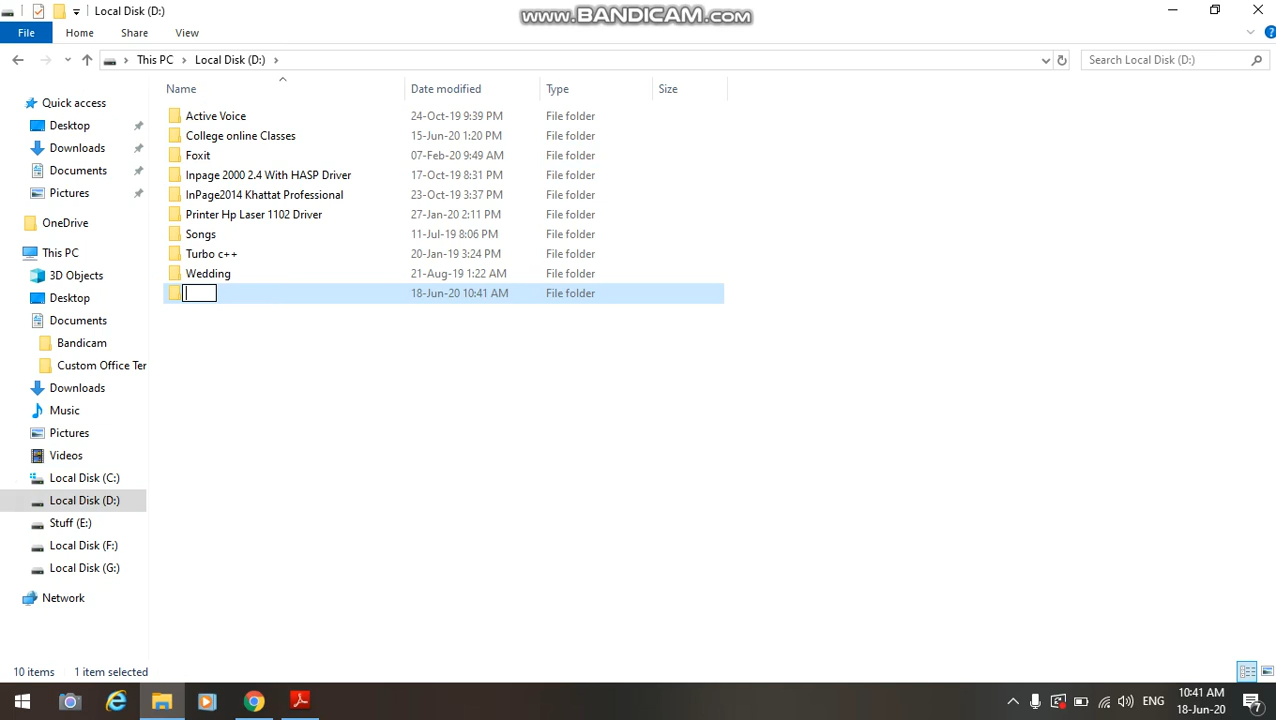 Local Disk (D:)
www.BANDICAM.com
File Home Share View
This PC Local Disk (D:)
Search Local Disk (D:)
Name Date modified Type Size
Quick access
Desktop
Downloads
Documents
Pictures
OneDrive
This PC
3D Objects
Desktop
Documents
Bandicam
Custom Office Ter
Downloads
Music
Pictures
Videos
Local Disk (C:)
Local Disk (D:)
Stuff (E:)
Local Disk (F:)
Local Disk (G:)
Network
Active Voice 24-Oct-19 9:39 PM File folder
College online Classes 15-Jun-20 1:20 PM File folder
Foxit 07-Feb-20 9:49 AM File folder
Inpage 2000 2.4 With HASP Driver 17-Oct-19 8:31 PM File folder
InPage2014 Khattat Professional 23-Oct-19 3:37 PM File folder
Printer Hp Laser 1102 Driver 27-Jan-20 2:11 PM File folder
Songs 11-Jul-19 8:06 PM File folder
Turbo c++ 20-Jan-19 3:24 PM File folder
Wedding 21-Aug-19 1:22 AM File folder
18-Jun-20 10:41 AM File folder
10 items 1 item selected
ENG
10:41 AM
18-Jun-20
7